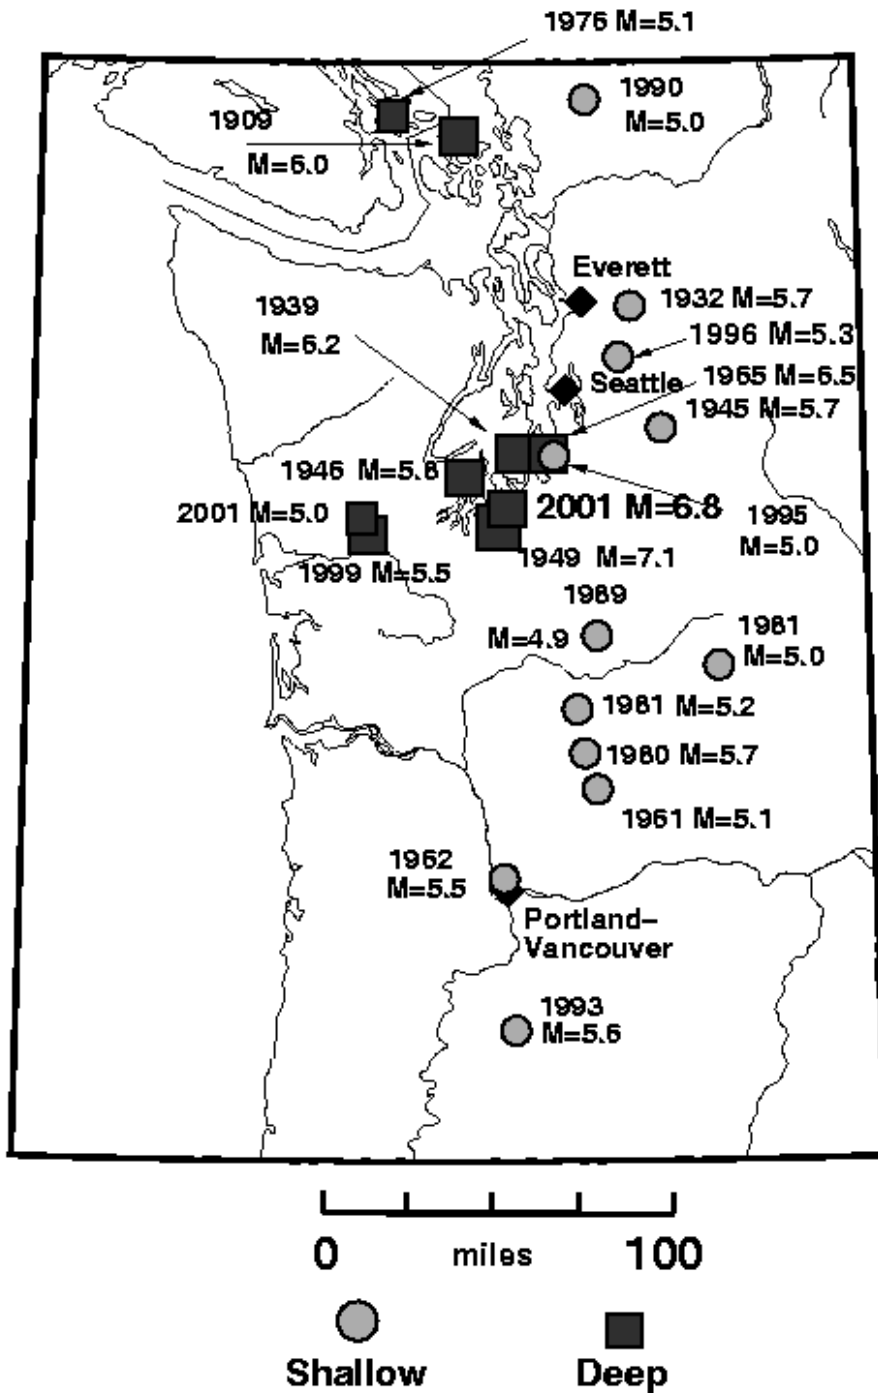 1976 M=5.1
1990
M=5.0
1909
M=6.0
Everett
1939
M=6.2
1932 M=5.7
1996 M=5.3
Seattle
1965 M=6.5
1945 M=5.7
1946 M=5.8
2001 M=5.0
2001 M=6.8
1995
M=5.0
1999 M=5.5
1949 M=7.1
1989
M=4.9
1981
M=5.0
1981 M=5.2
1980 M=5.7
1961 M=5.1
1962
M=5.5
Portland–
Vancouver
1993
M=5.6
0 miles 100
Shallow Deep